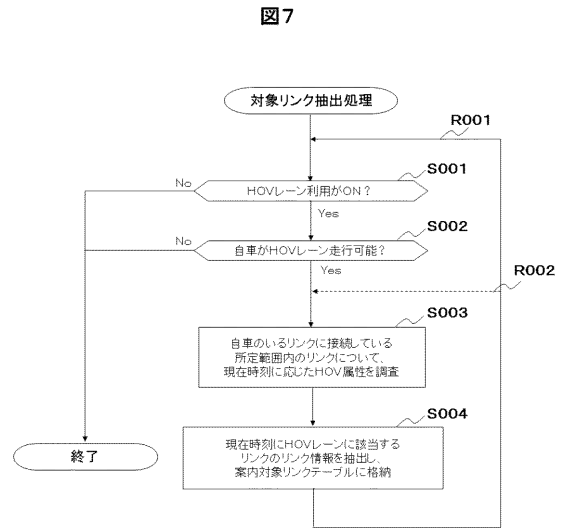 図7
対象リンク抽出処理
R001
S001
No
HOVレーン利用がON？
Yes
S002
No
自車がHOVレーン走行可能？
Yes
R002
S003
自車のいるリンクに接続している
所定範囲内のリンクについて、
現在時刻に応じたHOV属性を調査
S004
現在時刻にHOVレーンに該当する
リンクのリンク情報を抽出し、
案内対象リンクテーブルに格納
終了